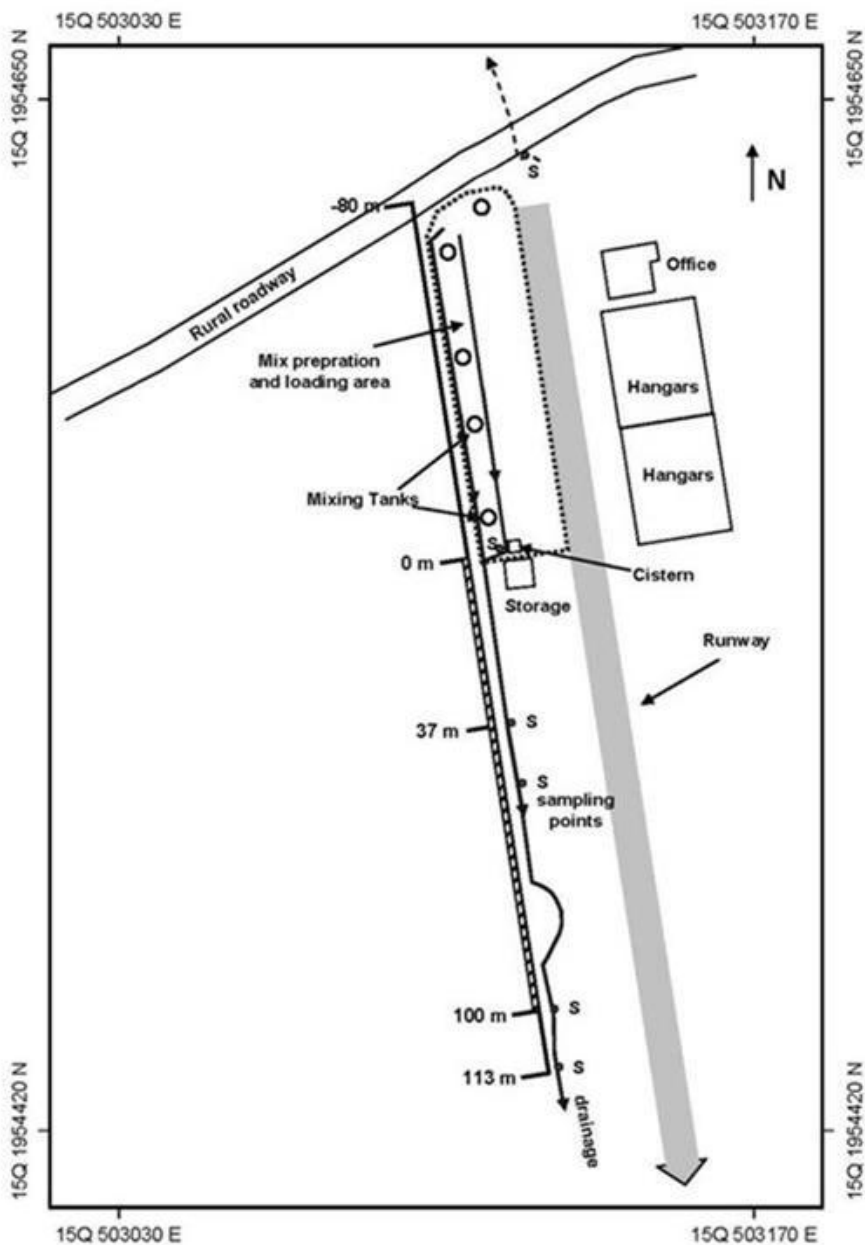 15Q 503030 E
15Q 503170 E
15Q 1954650 N
15Q 1954650 N
S
N
-80 m
Office
Rural roadway
Mix prepration
and loading area
Hangars
Hangars
Mixing Tanks
S
0 m
Cistern
Storage
Runway
S
37 m
S
sampling
points
S
100 m
S
113 m
drainage
15Q 1954420 N
15Q 1954420 N
15Q 503030 E
15Q 503170 E